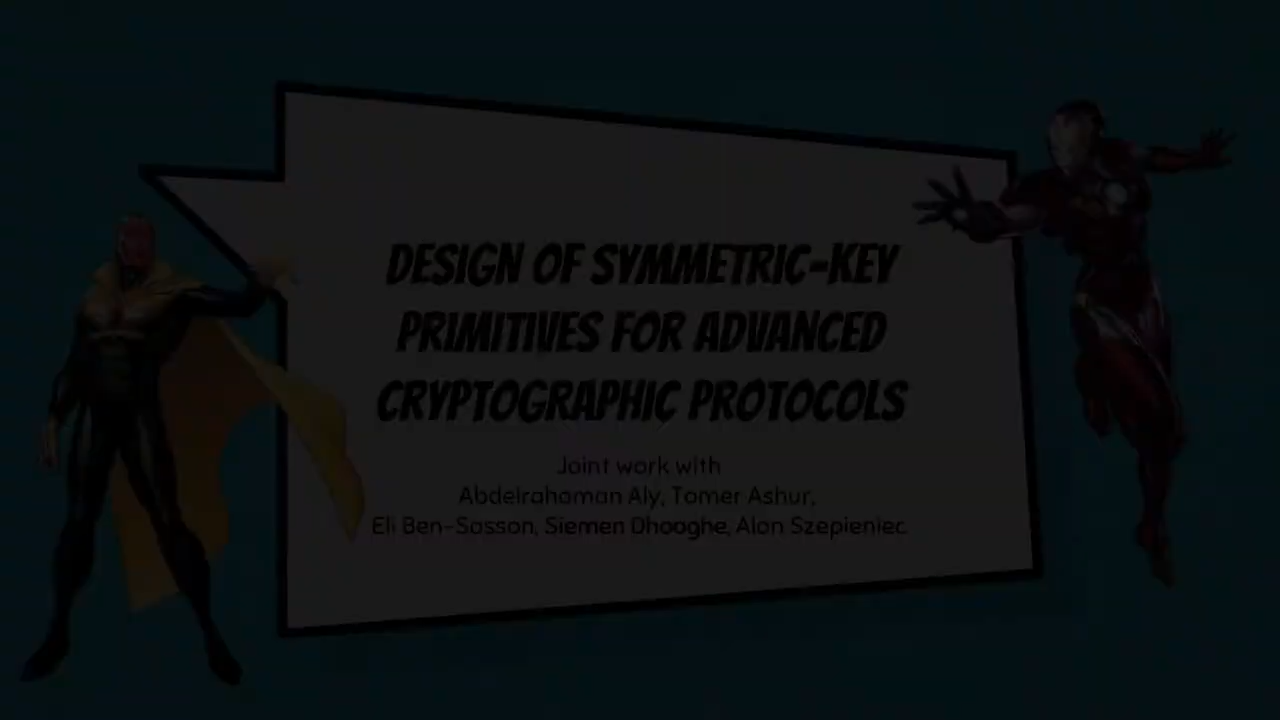 DESIGN OF SYMMETRIC-KEY
PRIMITIVES FOR ADVANCED
CRYPTOGRAPHIC PROTOCOLS
Joint work with
Abdelrahaman Aly, Tomer Ashur,
Eli Ben-Sasson, Siemen Dhooghe, Alan Szepieniec